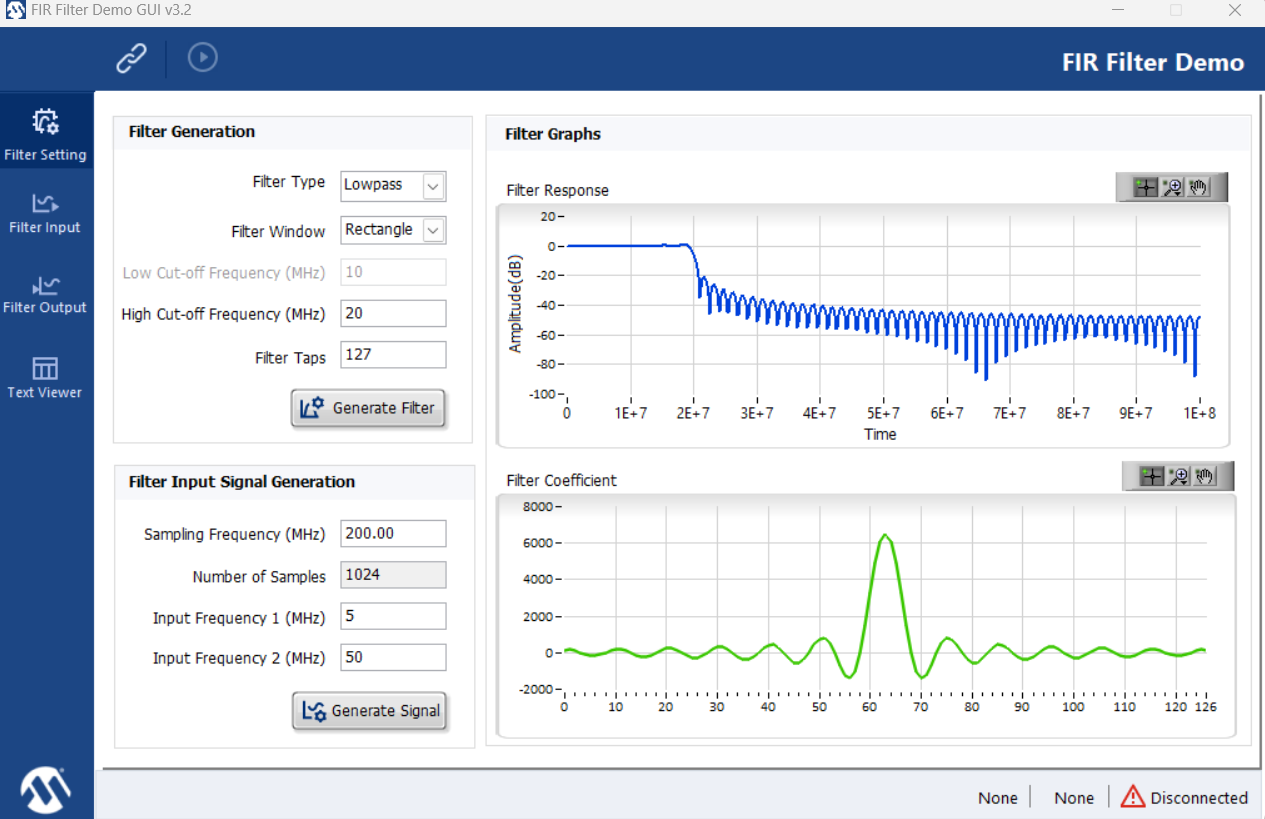 FIR Filter Demo GUI v3.2
FIR Filter Demo
Filter Setting
Filter Input
Filter Output
Text Viewer
Filter Generation
Filter Type Lowpass
Filter Window Rectangle
Low Cut-off Frequency (MHz) 10
High Cut-off Frequency (MHz) 20
Filter Taps 127
Generate Filter
Filter Input Signal Generation
Sampling Frequency (MHz) 200.00
Number of Samples 1024
Input Frequency 1 (MHz) 5
Input Frequency 2 (MHz) 50
Generate Signal
Filter Graphs
Filter Response
Amplitude(dB)
20
0
-20
-40
-60
-80
-100
0 1E+7 2E+7 3E+7 4E+7 5E+7 6E+7 7E+7 8E+7 9E+7 1E+8
Time
Filter Coefficient
8000
6000
4000
2000
0
-2000
0 10 20 30 40 50 60 70 80 90 100 110 120 126
None None Disconnected